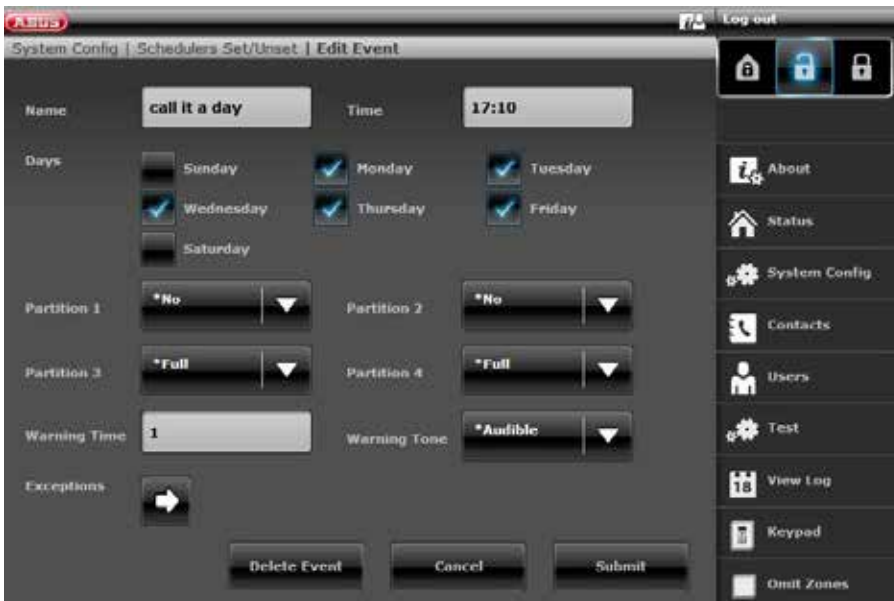 ABUS
Log out
System Config | Schedulers Set/Unset | Edit Event
Name call it a day Time 17:10
Days Sunday Monday Tuesday
Wednesday Thursday Friday
Saturday
Partition 1 *No Partition 2 *No
Partition 3 *Full Partition 4 *Full
Warning Time 1 Warning Tone *Audible
Exceptions
Delete Event Cancel Submit
About
Status
System Config
Contacts
Users
Test
18 View Log
Keypad
Omit Zones